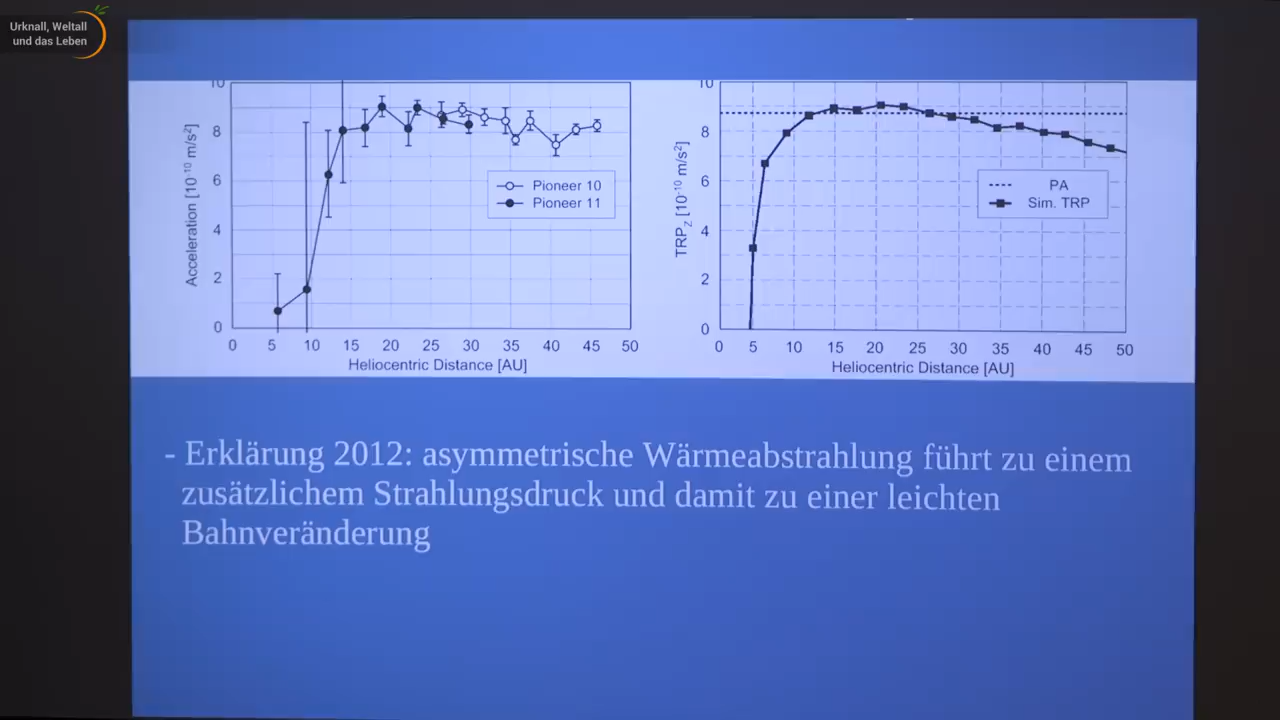 Urknall, Weltall
und das Leben
10
8
6
4
2
0
Acceleration [10⁻¹⁰ m/s²]
Pioneer 10
Pioneer 11
0 5 10 15 20 25 30 35 40 45 50
Heliocentric Distance [AU]
10
8
6
4
2
0
TRPZ [10⁻¹⁰ m/s²]
PA
Sim. TRP
0 5 10 15 20 25 30 35 40 45 50
Heliocentric Distance [AU]
- Erklärung 2012: asymmetrische Wärmeabstrahlung führt zu einem
zusätzlichem Strahlungsdruck und damit zu einer leichten
Bahnveränderung